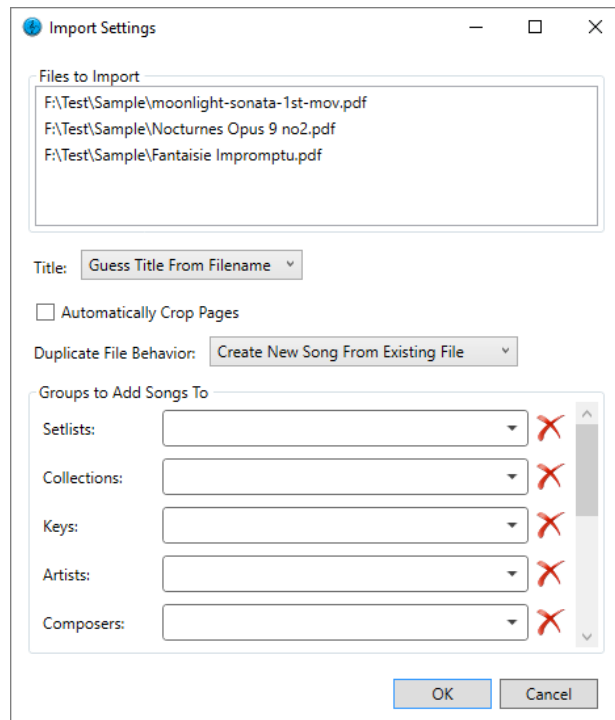 Import Settings
Files to Import
F:\Test\Sample\moonlight-sonata-1st-mov.pdf
F:\Test\Sample\Nocturnes Opus 9 no2.pdf
F:\Test\Sample\Fantaisie Impromptu.pdf
Title: Guess Title From Filename
Automatically Crop Pages
Duplicate File Behavior: Create New Song From Existing File
Groups to Add Songs To
Setlists:
Collections:
Keys:
Artists:
Composers:
OK Cancel